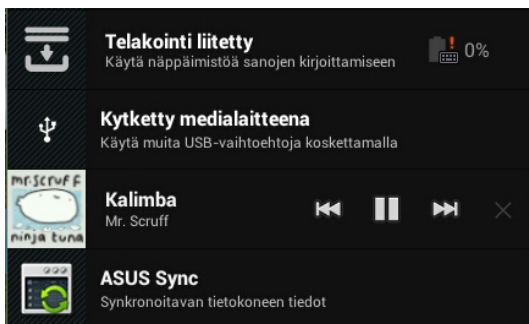 Telakointi liitetty
Käytä näppäimistöä sanojen kirjoittamiseen
0%
Kytketty medialaitteena
Käytä muita USB-vaihtoehtoja koskettamalla
mr.scruff
ninja tuna
Kalimba
Mr. Scruff
ASUS Sync
Synkronoitavan tietokoneen tiedot